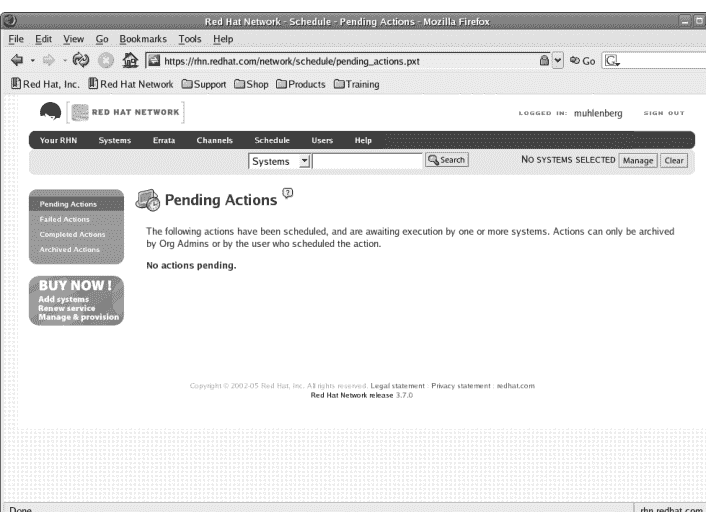 Red Hat Network - Schedule - Pending Actions - Mozilla Firefox
File Edit View Go Bookmarks Tools Help
https://rhn.redhat.com/network/schedule/pending_actions.pxt Go G
Red Hat, Inc. Red Hat Network Support Shop Products Training
RED HAT NETWORK
LOGGED IN: muhlenberg SIGN OUT
Your RHN Systems Errata Channels Schedule Users Help
Systems Search NO SYSTEMS SELECTED Manage Clear
Pending Actions
Failed Actions
Completed Actions
Archived Actions
Pending Actions ?
The following actions have been scheduled, and are awaiting execution by one or more systems. Actions can only be archived
by Org Admins or by the user who scheduled the action.
No actions pending.
BUY NOW !
Add systems
Renew service
Manage & provision
Copyright © 2002-05 Red Hat, Inc. All rights reserved. Legal statement : Privacy statement : redhat.com
Red Hat Network release 3.7.0
Done rhn.redhat.com